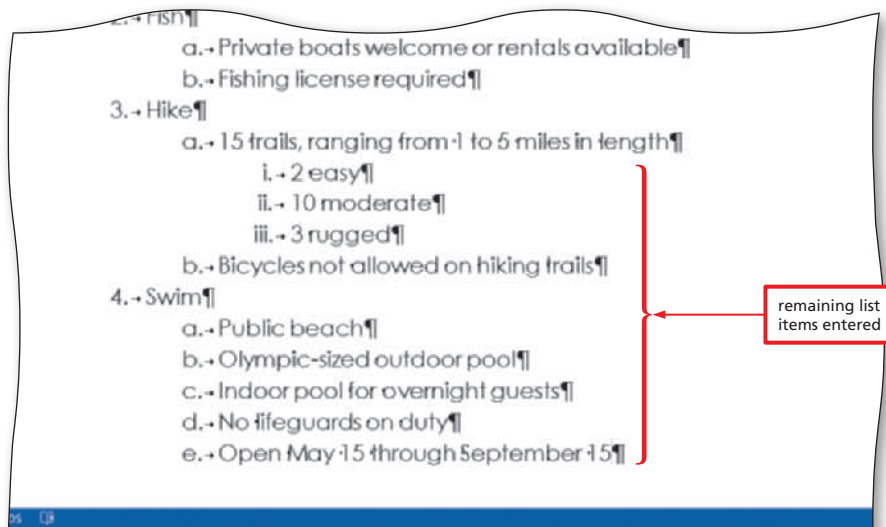 2.→Fish¶
a.→Private boats welcome or rentals available¶
b.→Fishing license required¶
3.→Hike¶
a.→15 trails, ranging from 1 to 5 miles in length¶
i.→2 easy¶
ii.→10 moderate¶
iii.→3 rugged¶
b.→Bicycles not allowed on hiking trails¶
4.→Swim¶
a.→Public beach¶
b.→Olympic-sized outdoor pool¶
c.→Indoor pool for overnight guests¶
d.→No lifeguards on duty¶
e.→Open May 15 through September 15¶
remaining list
items entered